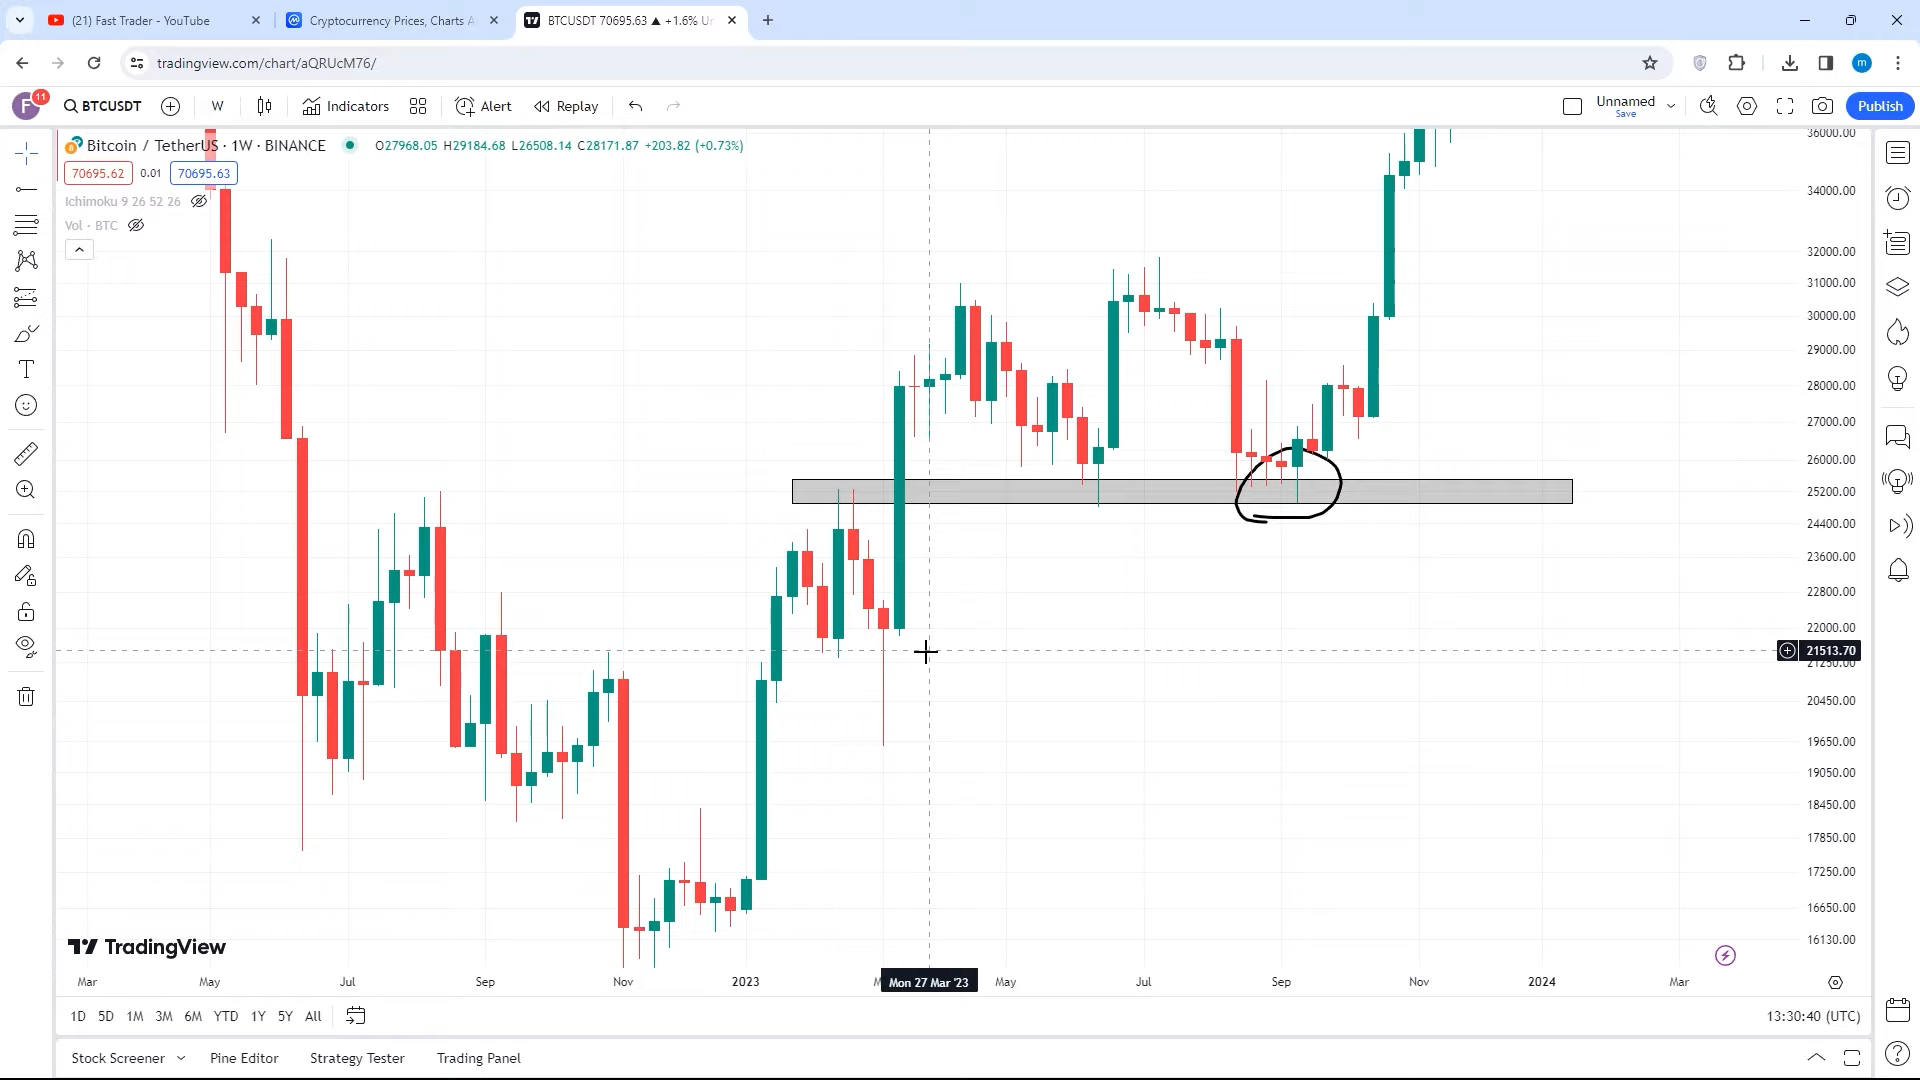 (21) Fast Trader - YouTube
Cryptocurrency Prices, Charts A
BTCUSDT 70695.63 ▲ +1.6% Un
tradingview.com/chart/aQRUcM76/
m
F
11
BTCUSDT
W
Indicators
Alert
Replay
Unnamed
Save
Publish
Bitcoin / TetherUS · 1W · BINANCE
O27968.05 H29184.68 L26508.14 C28171.87 +203.82 (+0.73%)
70695.62
0.01
70695.63
Ichimoku 9 26 52 26
Vol · BTC
36000.00
34000.00
32000.00
31000.00
30000.00
29000.00
28000.00
27000.00
26000.00
25200.00
24400.00
23600.00
22800.00
22000.00
21513.70
21250.00
20450.00
19650.00
19050.00
18450.00
17850.00
17250.00
16650.00
16130.00
TradingView
Mar
May
Jul
Sep
Nov
2023
Mon 27 Mar '23
May
Jul
Sep
Nov
2024
Mar
1D
5D
1M
3M
6M
YTD
1Y
5Y
All
13:30:40 (UTC)
Stock Screener
Pine Editor
Strategy Tester
Trading Panel